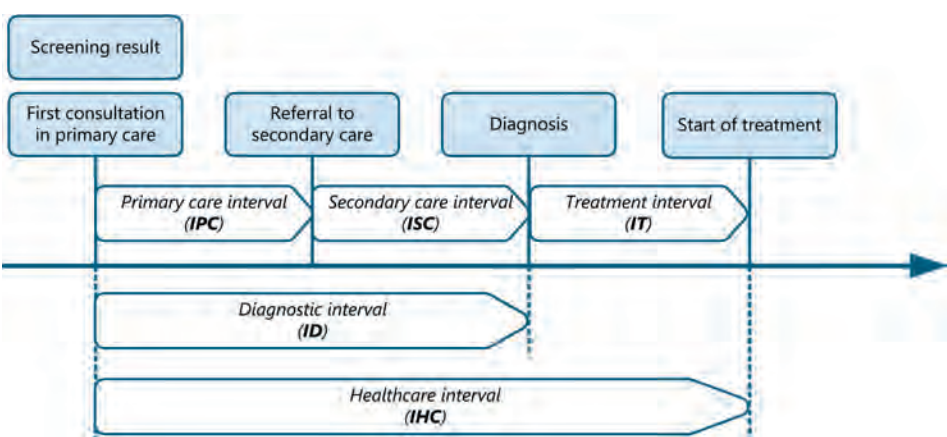 Screening result
First consultation
in primary care
Referral to
secondary care
Diagnosis
Start of treatment
Primary care interval
(IPC)
Secondary care interval
(ISC)
Treatment interval
(IT)
Diagnostic interval
(ID)
Healthcare interval
(IHC)